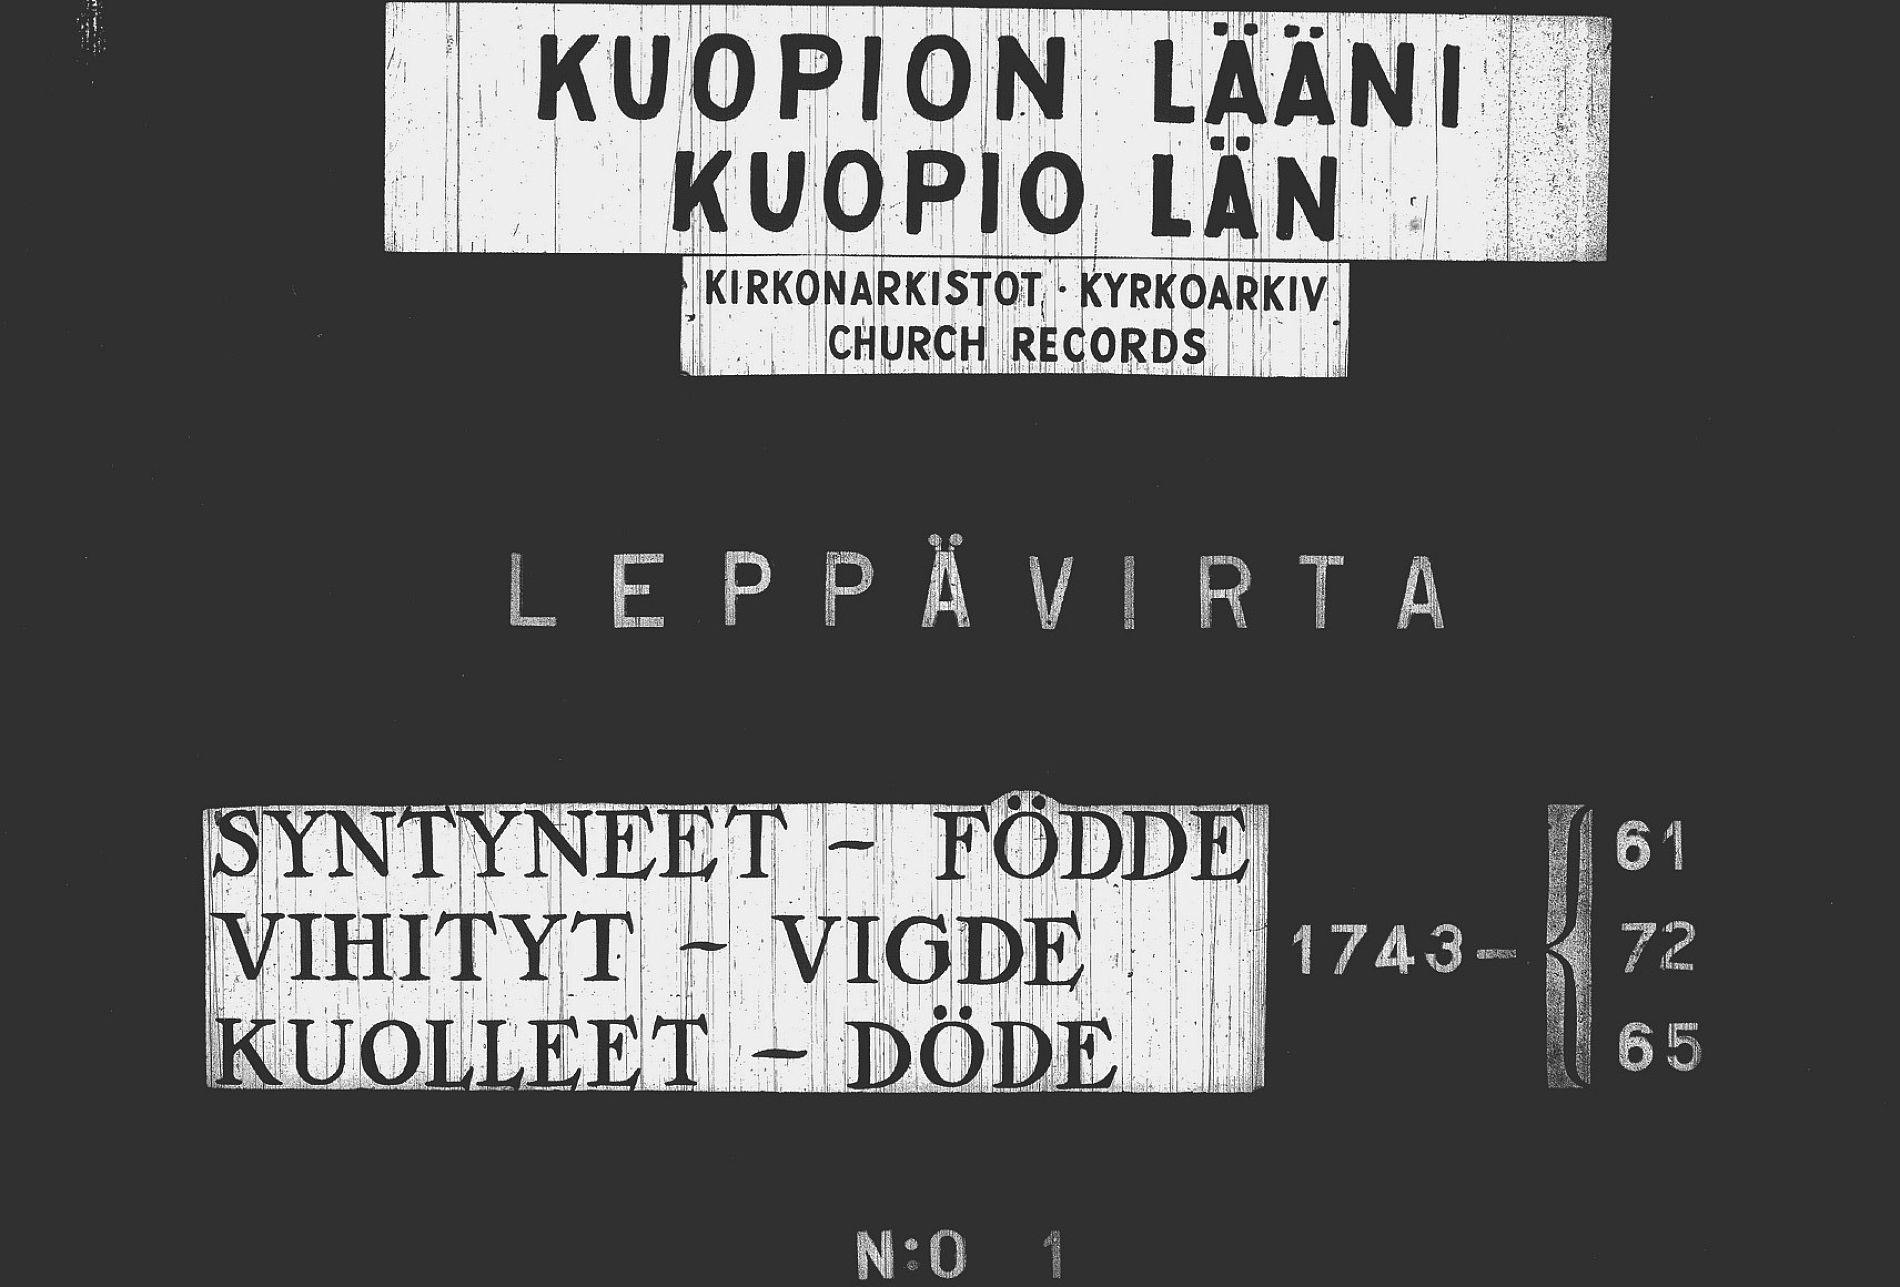 KUOPION LÄÄNI
KUOPIO LÄN
KIRKONARKISTOT · KYRKOARKIV
CHURCH RECORDS
LEPPÄVIRTA
SYNTYNEET – FÖDDE 61
VIHITYT – VIGDE 1743– { 72
KUOLLEET – DÖDE 65
N:O 1